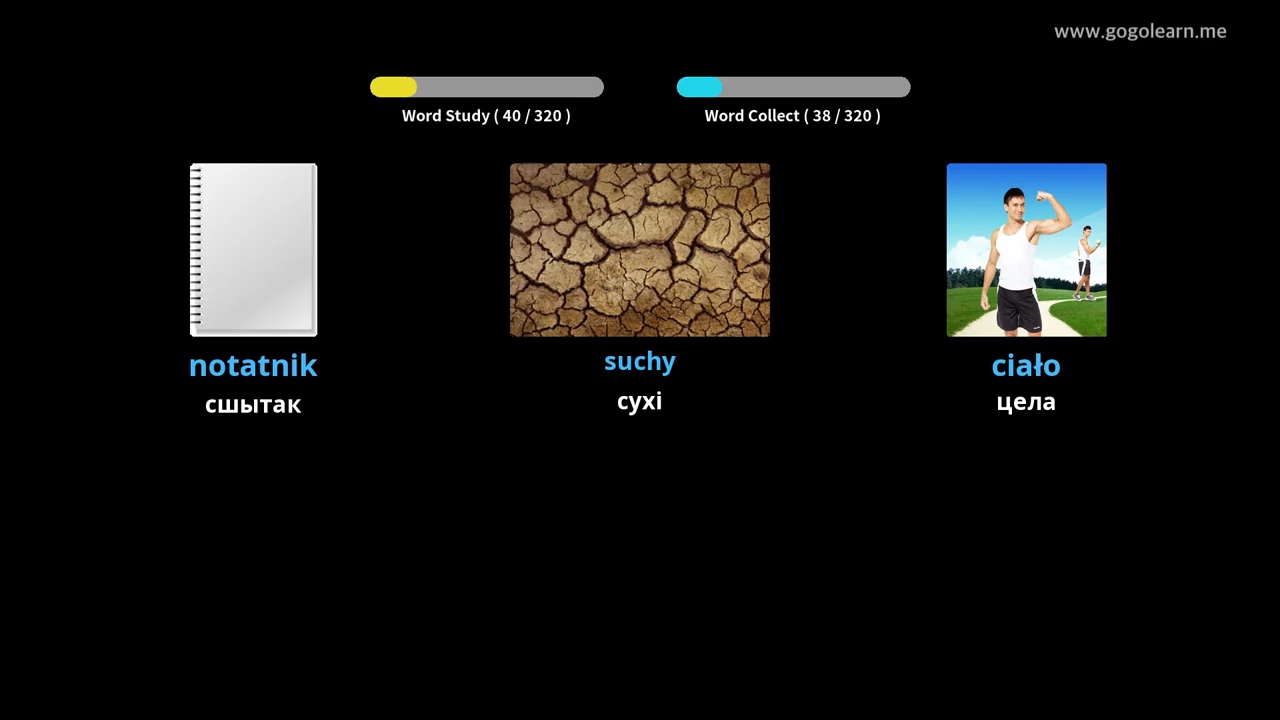 www.gogolearn.me
Word Study ( 40 / 320 )
Word Collect ( 38 / 320 )
notatnik
сшытак
suchy
сухі
ciało
цела